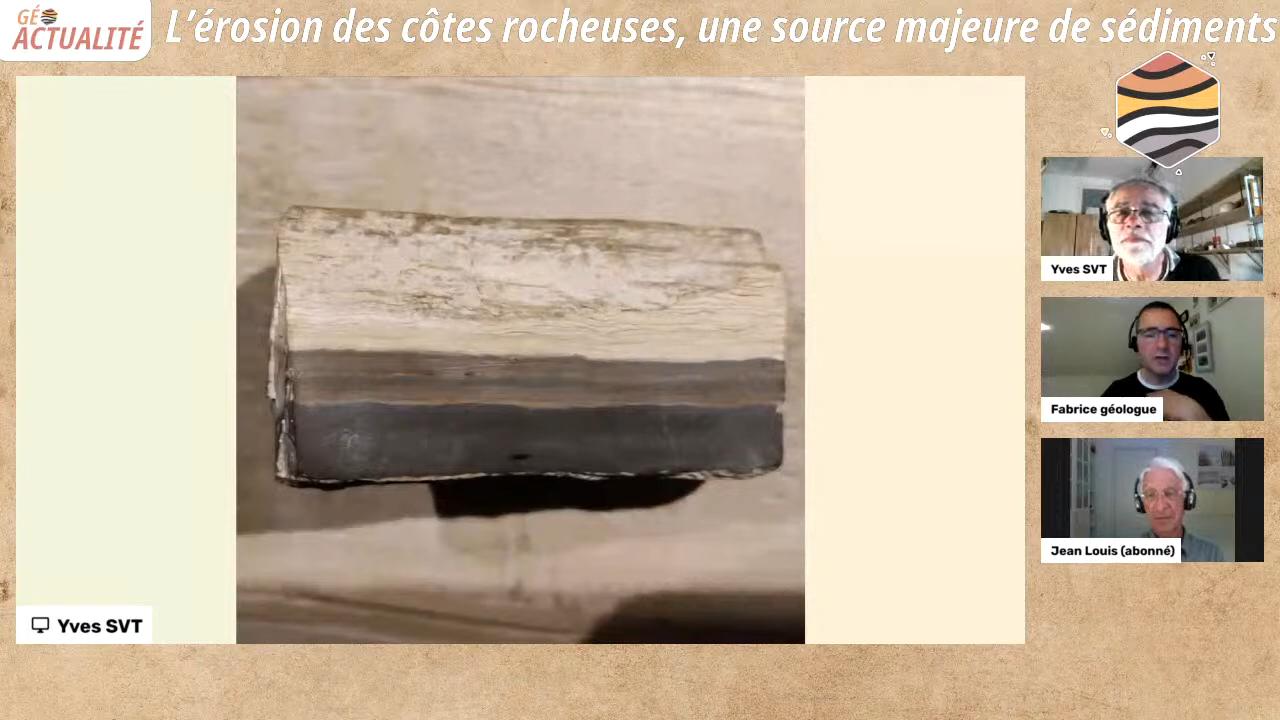 GÉ
ACTUALITÉ
L'érosion des côtes rocheuses, une source majeure de sédiments
Yves SVT
Fabrice géologue
Jean Louis (abonné)
Yves SVT